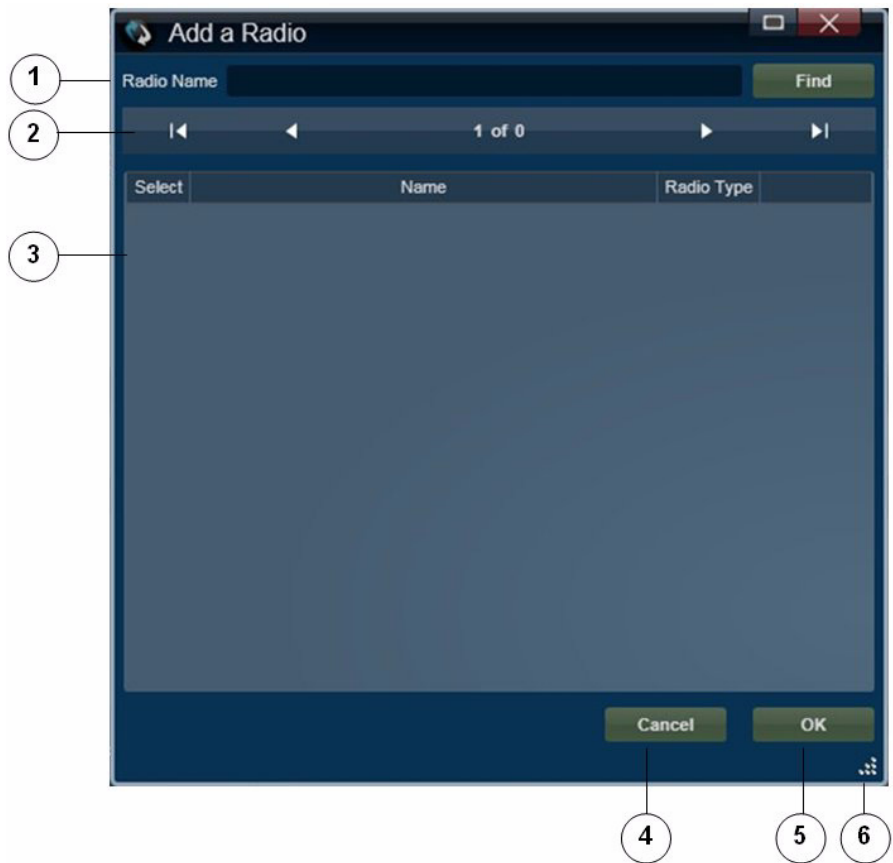 Add a Radio
1
Radio Name
Find
2
1 of 0
Select Name Radio Type
3
Cancel OK
4 5 6